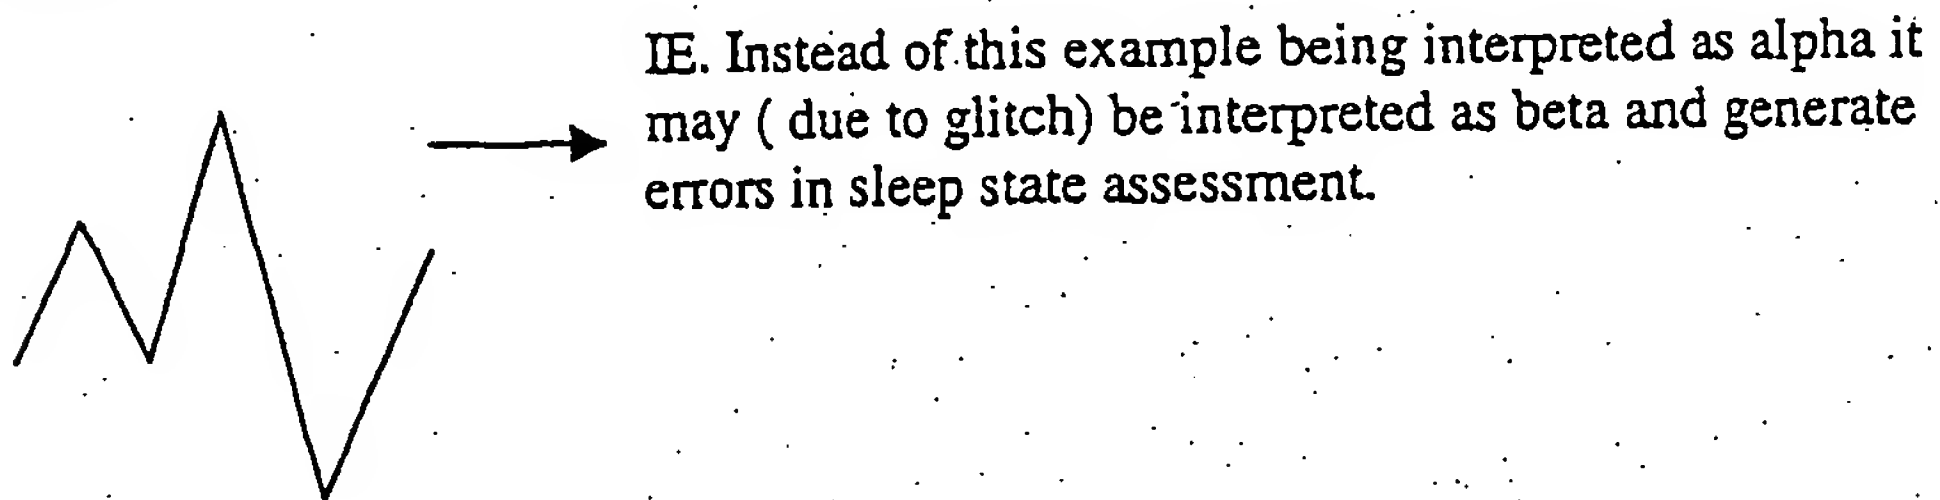 IE. Instead of this example being interpreted as alpha it
may ( due to glitch) be interpreted as beta and generate
errors in sleep state assessment.